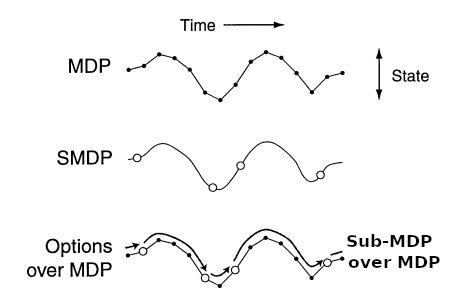 Time
MDP
State
SMDP
Options
over MDP
Sub-MDP
over MDP